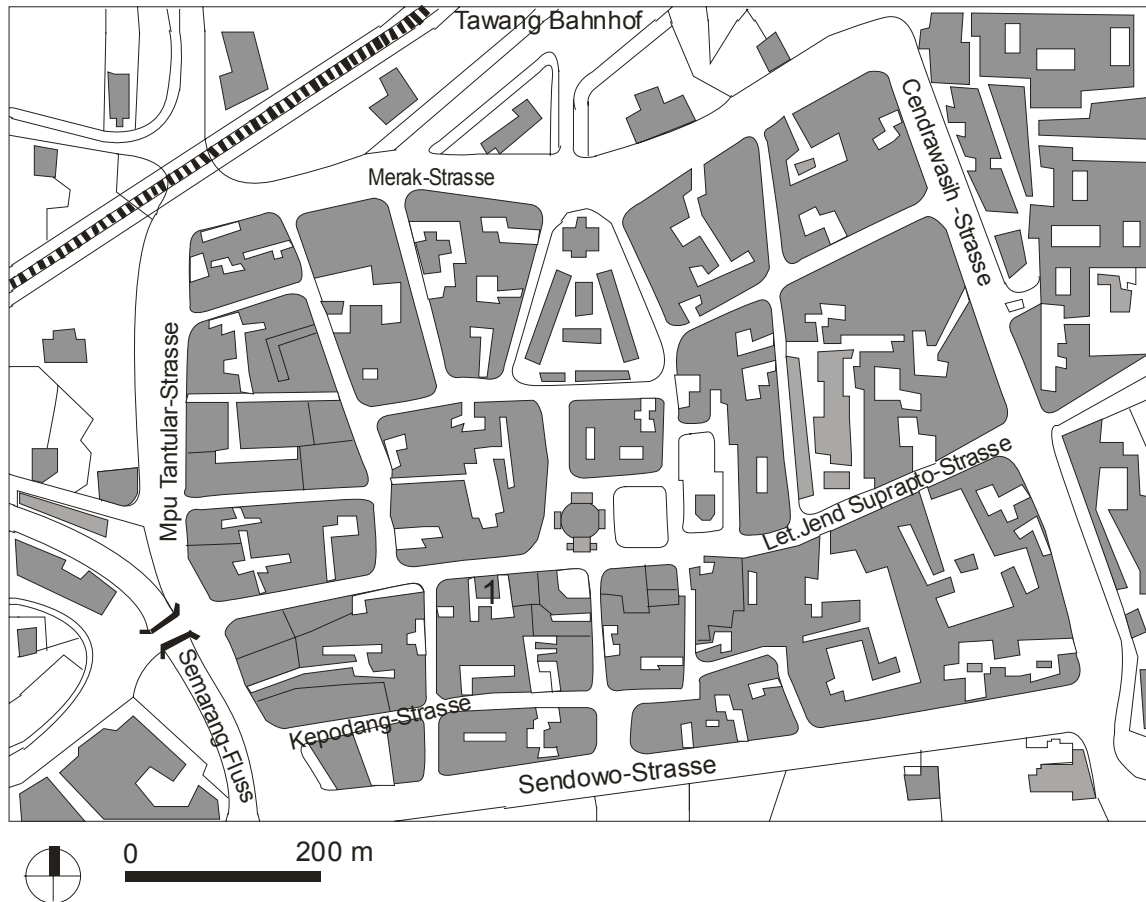 Tawang Bahnhof
Cendrawasih -Strasse
Merak-Strasse
Mpu Tantular-Strasse
Let.Jend Suprapto-Strasse
1
Semarang-Fluss
Kepodang-Strasse
Sendowo-Strasse
0
200 m